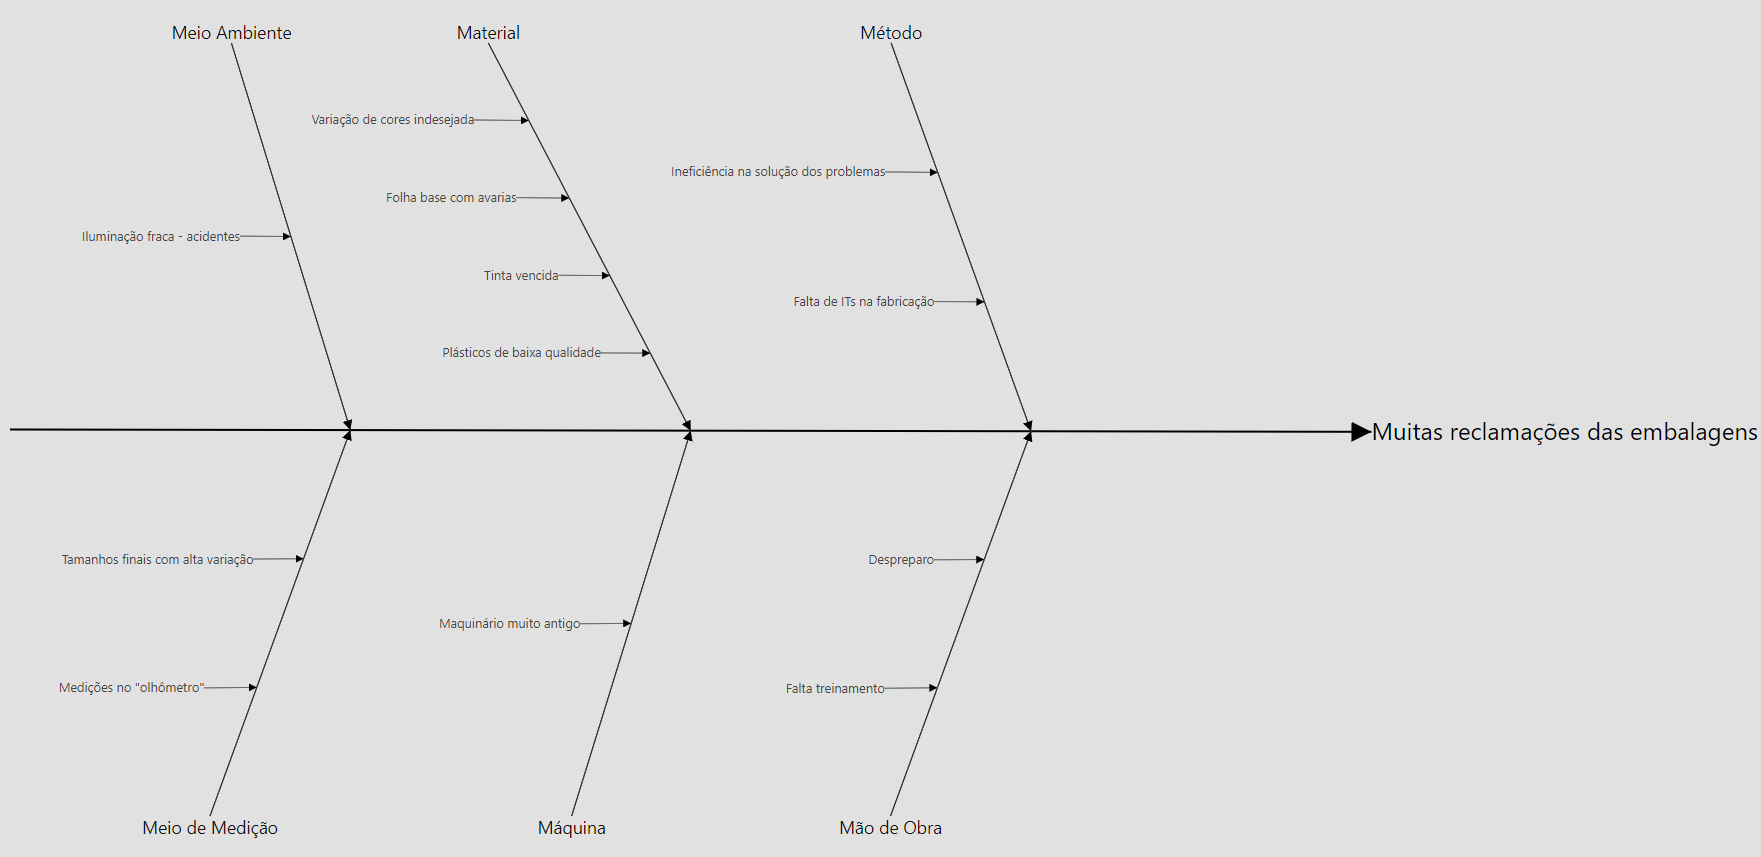 Meio Ambiente
Material
Método
Variação de cores indesejada
Ineficiência na solução dos problemas
Folha base com avarias
Iluminação fraca - acidentes
Tinta vencida
Falta de ITs na fabricação
Plásticos de baixa qualidade
Muitas reclamações das embalagens
Tamanhos finais com alta variação
Despreparo
Maquinário muito antigo
Medições no "olhômetro"
Falta treinamento
Meio de Medição
Máquina
Mão de Obra